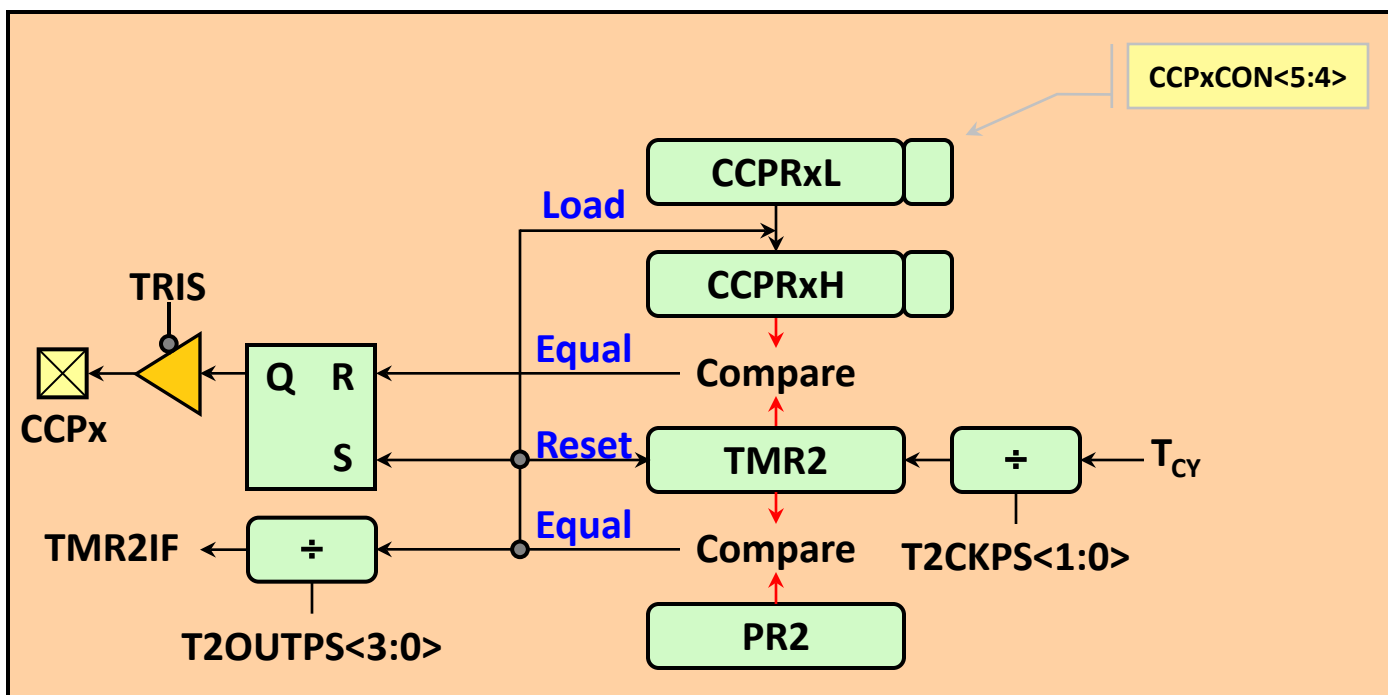 CCPxCON<5:4>
CCPRxL
Load
CCPRxH
TRIS
Equal
Compare
Q R
CCPx
S
Reset
TMR2
÷
TCY
Equal
Compare
TMR2IF
÷
T2CKPS<1:0>
T2OUTPS<3:0>
PR2